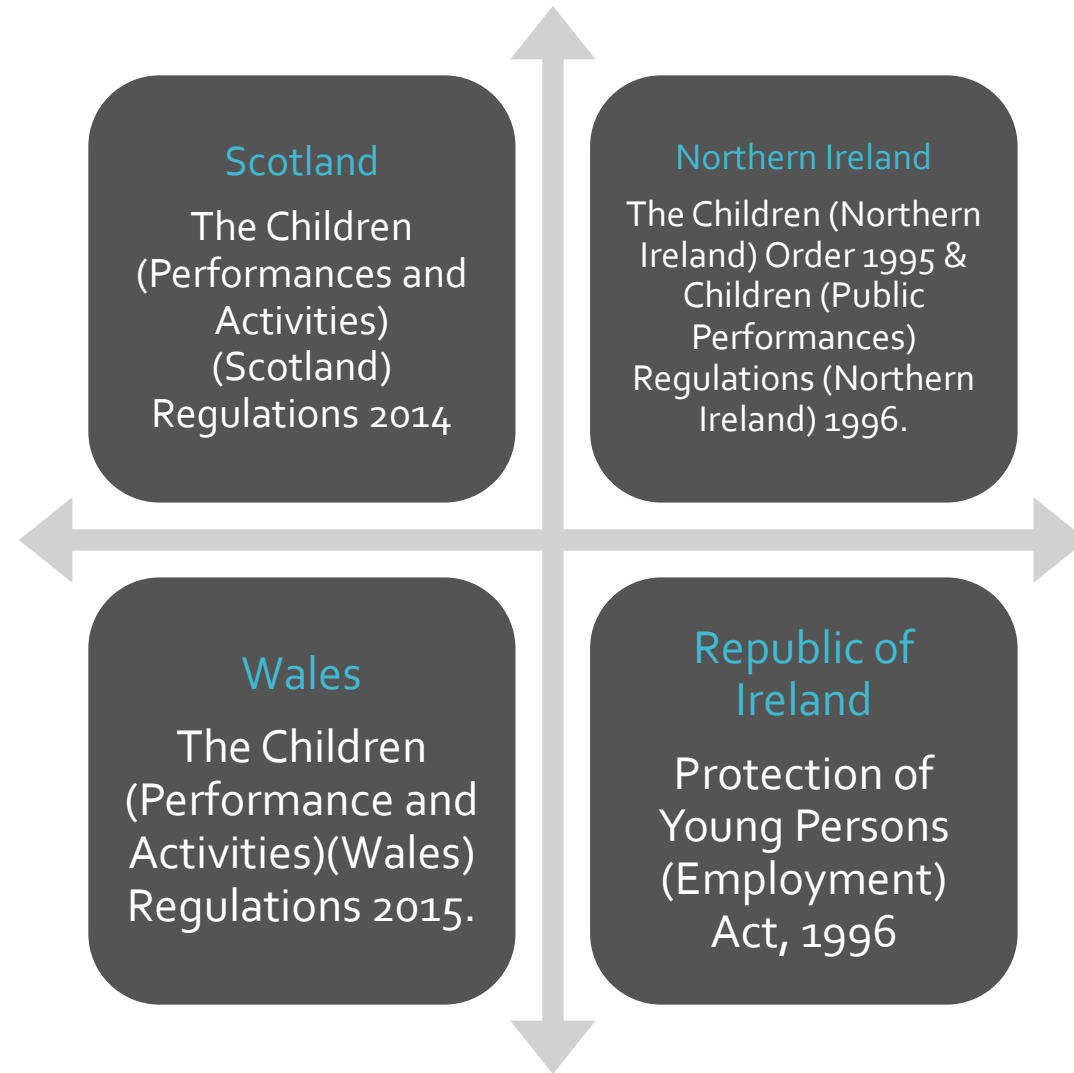 Scotland
The Children
(Performances and
Activities)
(Scotland)
Regulations 2014
Northern Ireland
The Children (Northern
Ireland) Order 1995 &
Children (Public
Performances)
Regulations (Northern
Ireland) 1996.
Wales
The Children
(Performance and
Activities)(Wales)
Regulations 2015.
Republic of
Ireland
Protection of
Young Persons
(Employment)
Act, 1996